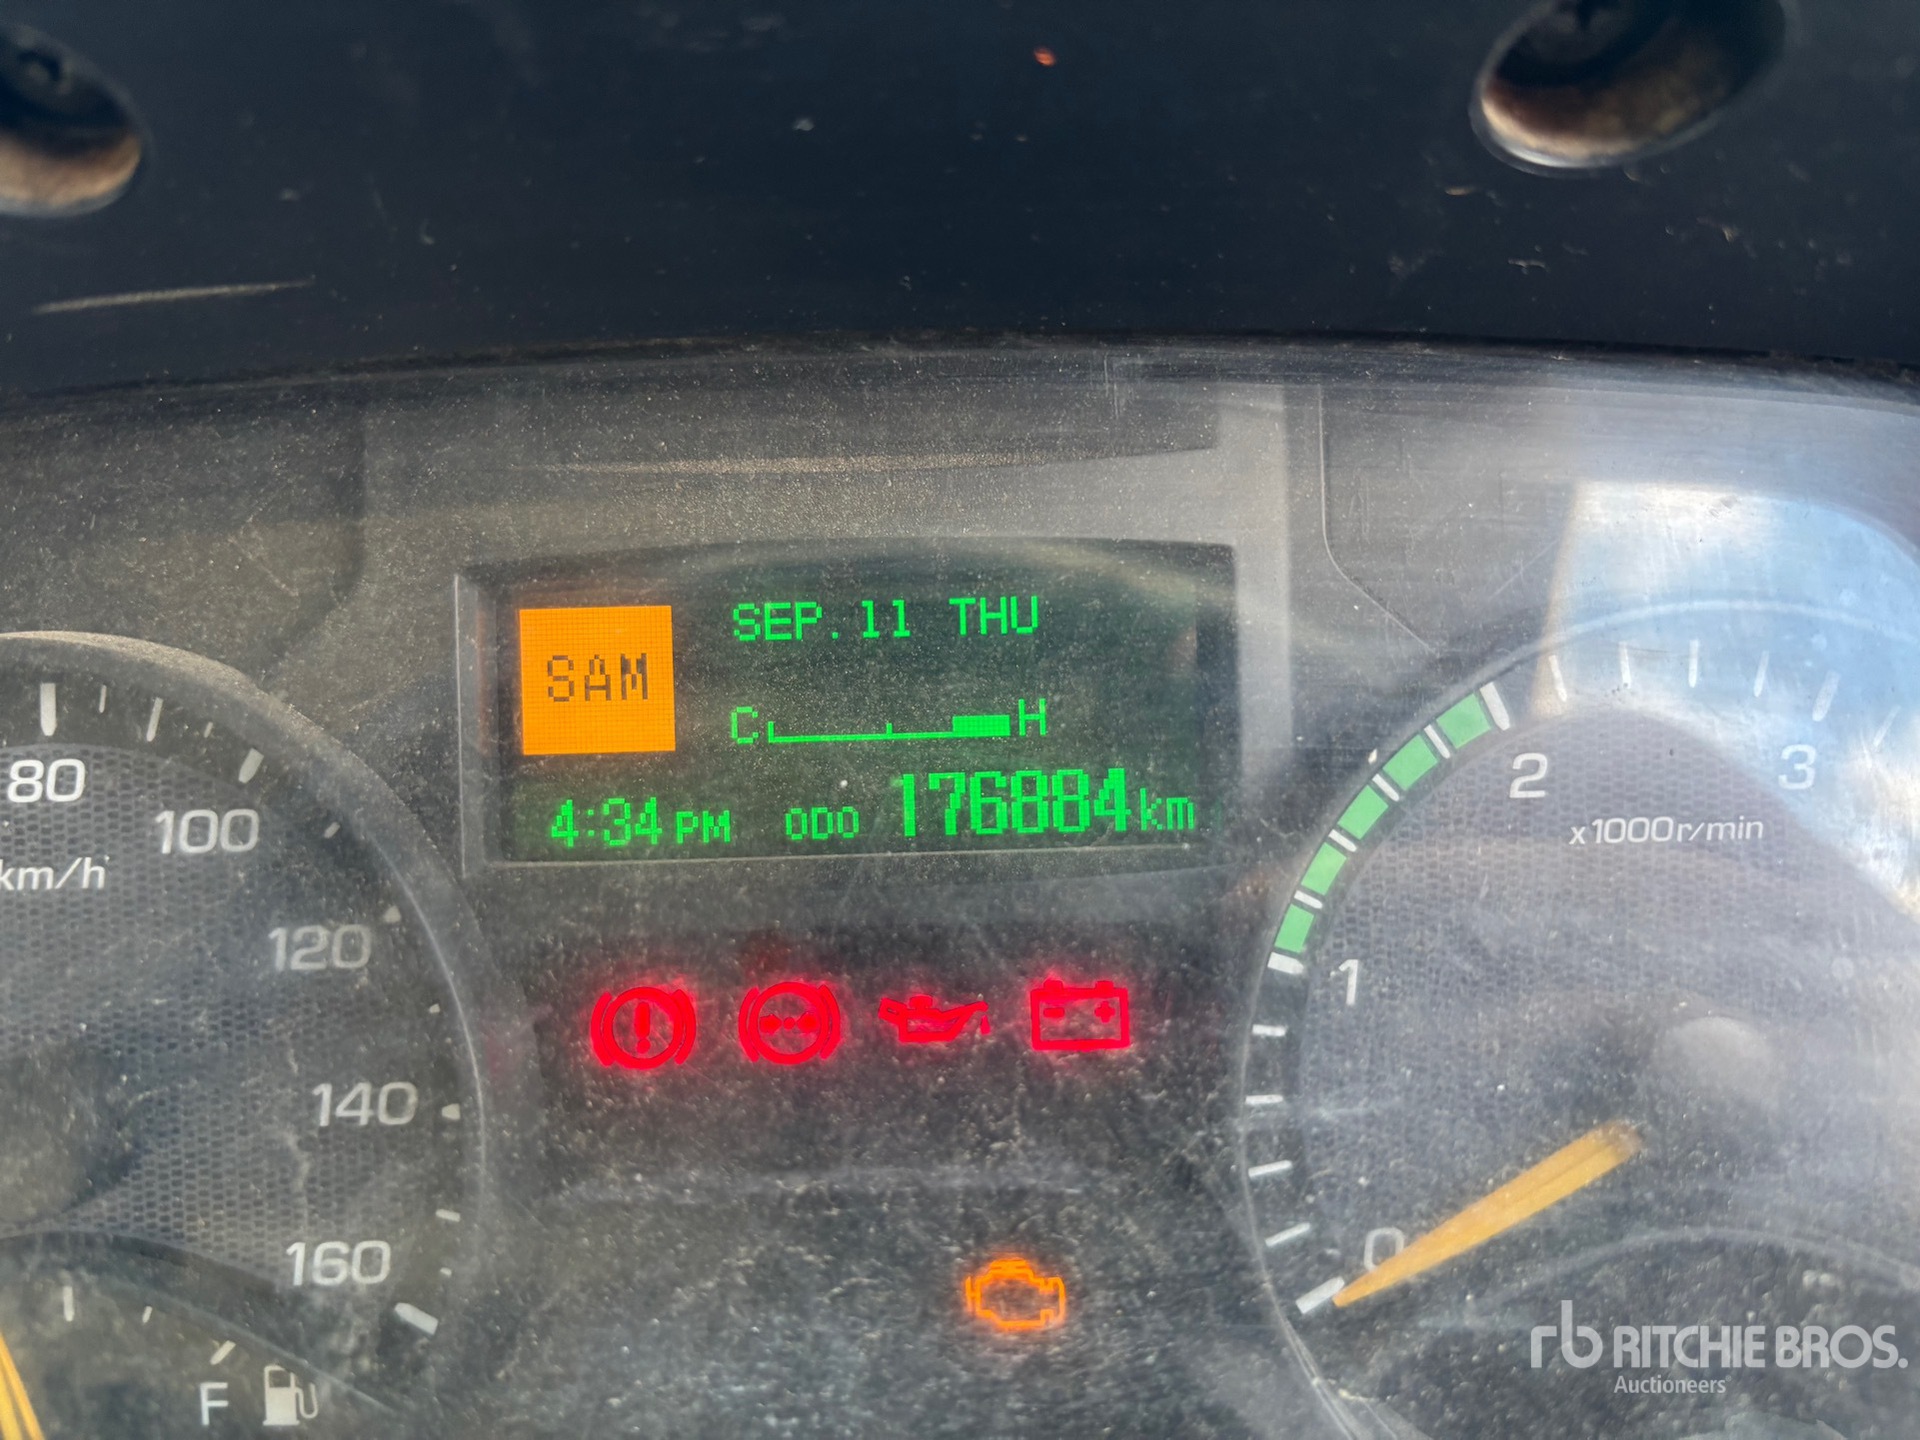 SEP. 11 THU
SAM
C H
4:34 PM ODO 176884 km
80
100
km/h
120
140
160
F
1
2
3
x1000r/min
0
rb RITCHIE BROS.
Auctioneers